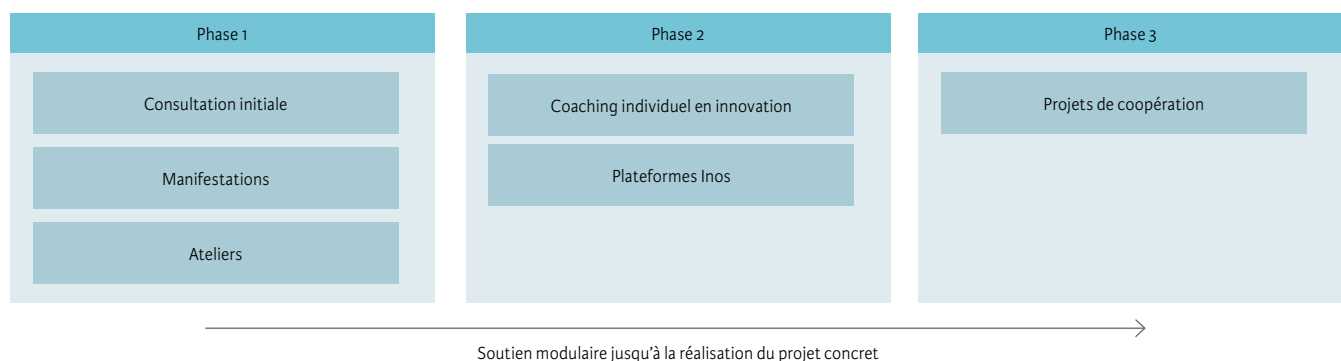 Phase 1
Consultation initiale
Manifestations
Ateliers
Phase 2
Coaching individuel en innovation
Plateformes Inos
Phase 3
Projets de coopération
Soutien modulaire jusqu’à la réalisation du projet concret